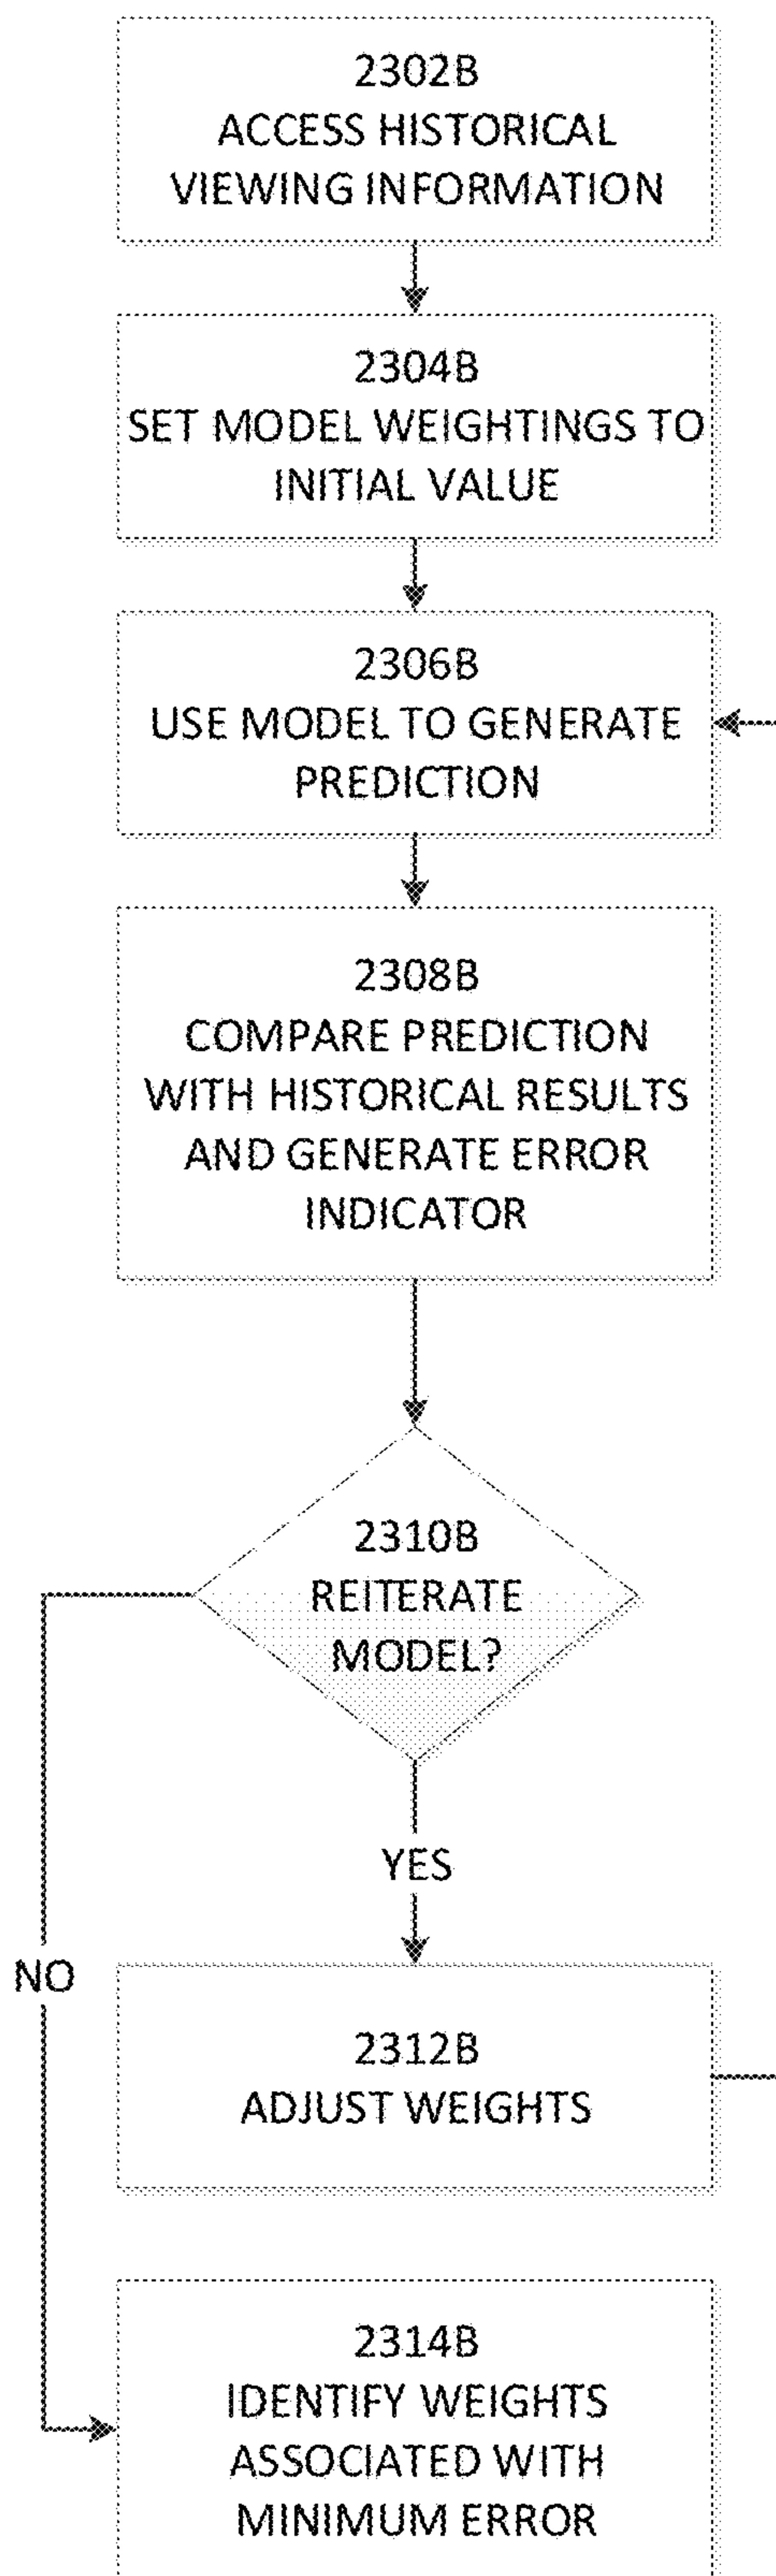 2302B
ACCESS HISTORICAL
VIEWING INFORMATION
2304B
SET MODEL WEIGHTINGS TO
INITIAL VALUE
2306B
USE MODEL TO GENERATE
PREDICTION
2308B
COMPARE PREDICTION
WITH HISTORICAL RESULTS
AND GENERATE ERROR
INDICATOR
2310B
REITERATE
MODEL?
YES
NO
2312B
ADJUST WEIGHTS
2314B
IDENTIFY WEIGHTS
ASSOCIATED WITH
MINIMUM ERROR